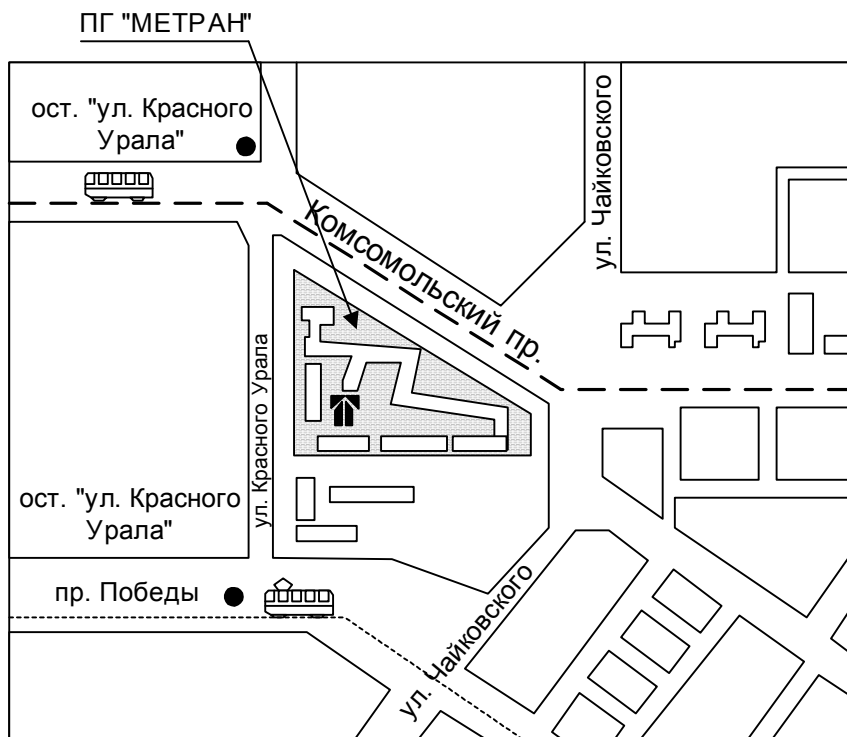 ПГ "МЕТРАН"
ост. "ул. Красного
Урала"
ул. Чайковского
Комсомольский пр.
ул. Красного Урала
ост. "ул. Красного
Урала"
пр. Победы
ул. Чайковского